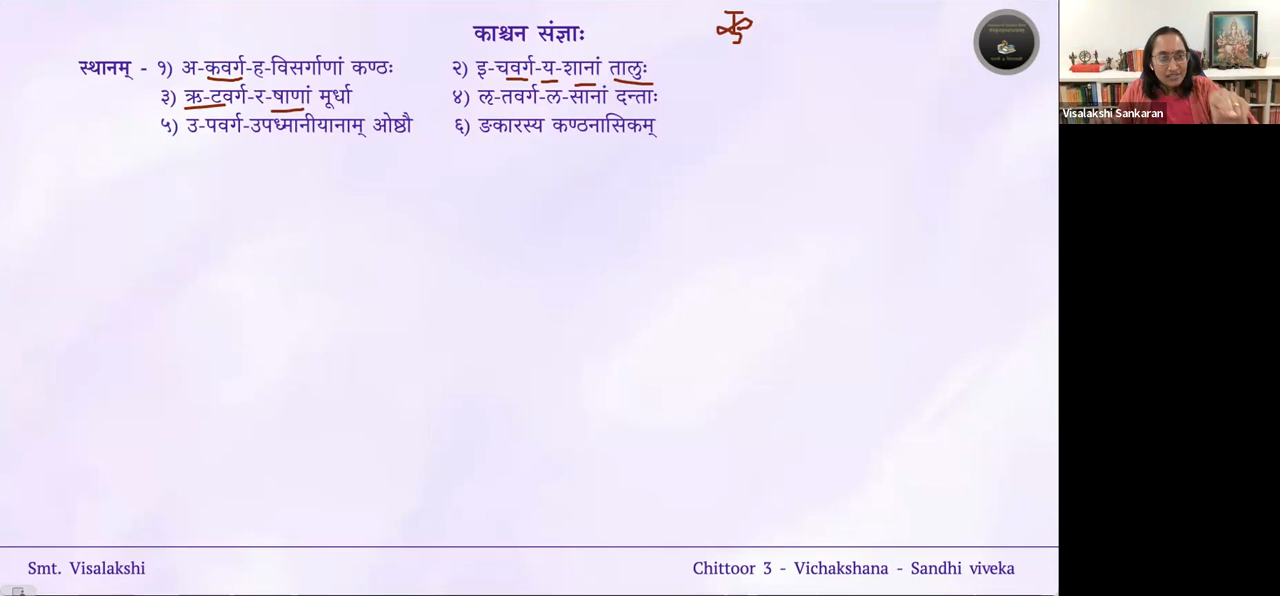 काश्चन संज्ञाः
स्थानम् - १) अ-कवर्ग-ह-विसर्गाणां कण्ठः २) इ-चवर्ग-य-शानां तालुः
३) ऋ-टवर्ग-र-षाणां मूर्धा ४) ऌ-तवर्ग-ल-सानां दन्ताः
५) उ-पवर्ग-उपध्मानीयानाम् ओष्ठौ ६) ङकारस्य कण्ठनासिकम्
Visalakshi Sankaran
Smt. Visalakshi Chittoor 3 - Vichakshana - Sandhi viveka